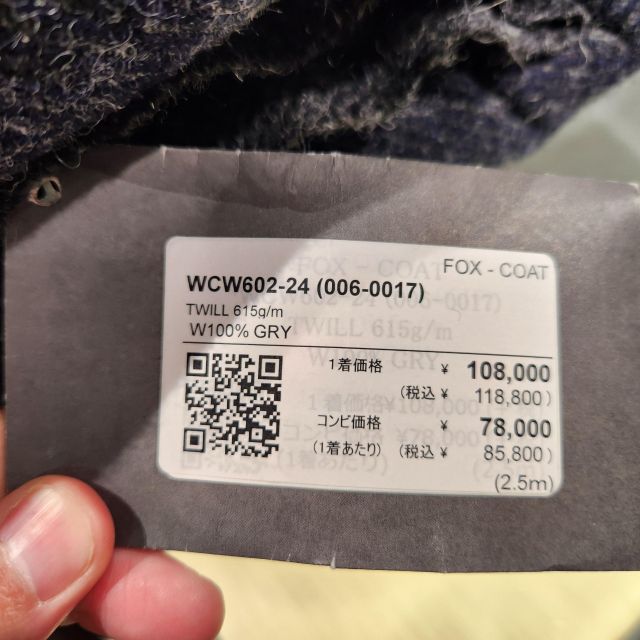 FOX - COAT
WCW602-24 (006-0017)
TWILL 615g/m
W100% GRY
1着価格 ¥ 108,000
(税込 ¥ 118,800)
コンビ価格 ¥ 78,000
(1着あたり) (税込 ¥ 85,800)
(2.5m)